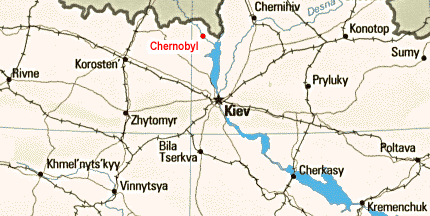 Chernihiv
Desna
Chernobyl
Konotop
Korosten'
Sumy
Rivne
Pryluky
Kiev
Zhytomyr
Bila
Tserkva
Poltava
Khmel'nyts'kyy
Cherkasy
Vinnytsya
Kremenchuk